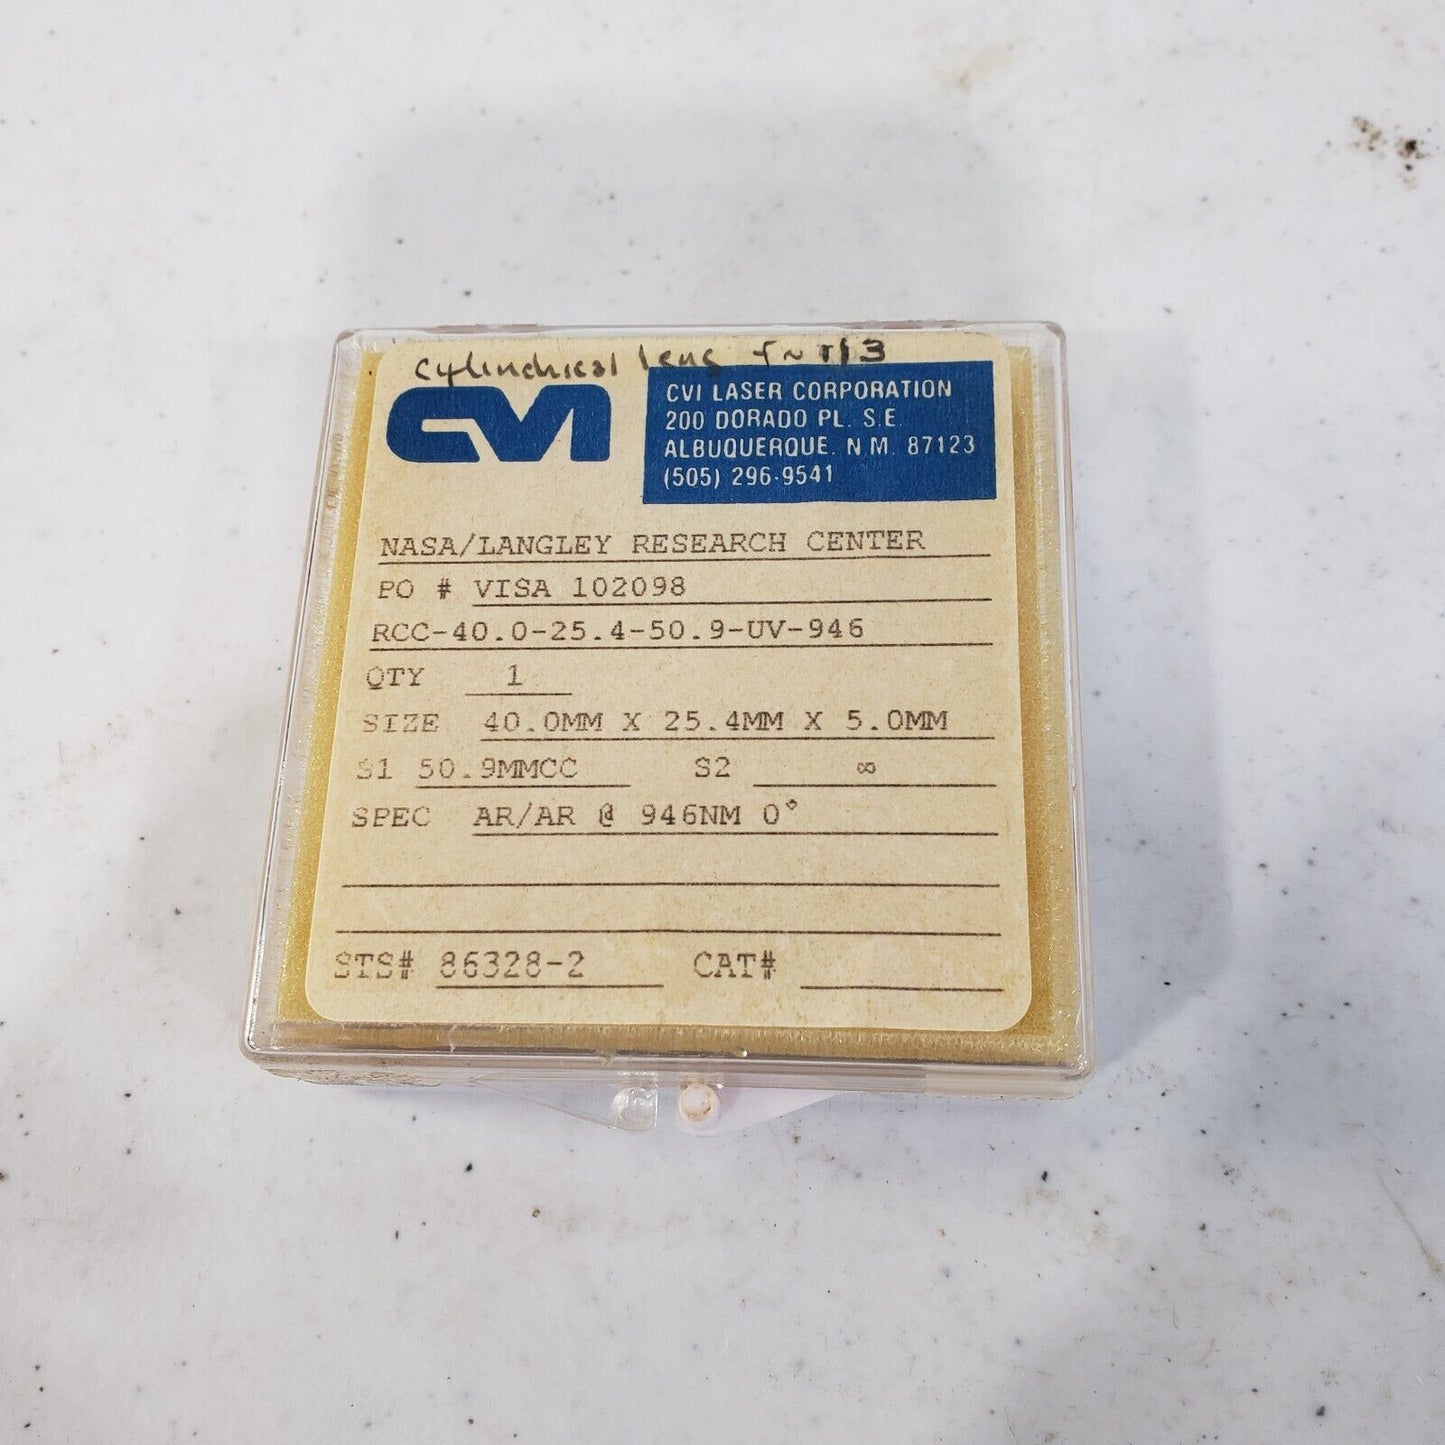 cylindrical lens f ~
CVI
CVI LASER CORPORATION
200 DORADO PL. S.E.
ALBUQUERQUE. N.M. 87123
(505) 296-9541
NASA/LANGLEY RESEARCH CENTER
PO # VISA 102098
RCC-40.0-25.4-50.9-UV-946
QTY 1
SIZE 40.0MM X 25.4MM X 5.0MM
S1 50.9MMCC S2 ∞
SPEC AR/AR @ 946NM 0°
STS# 86328-2 CAT#